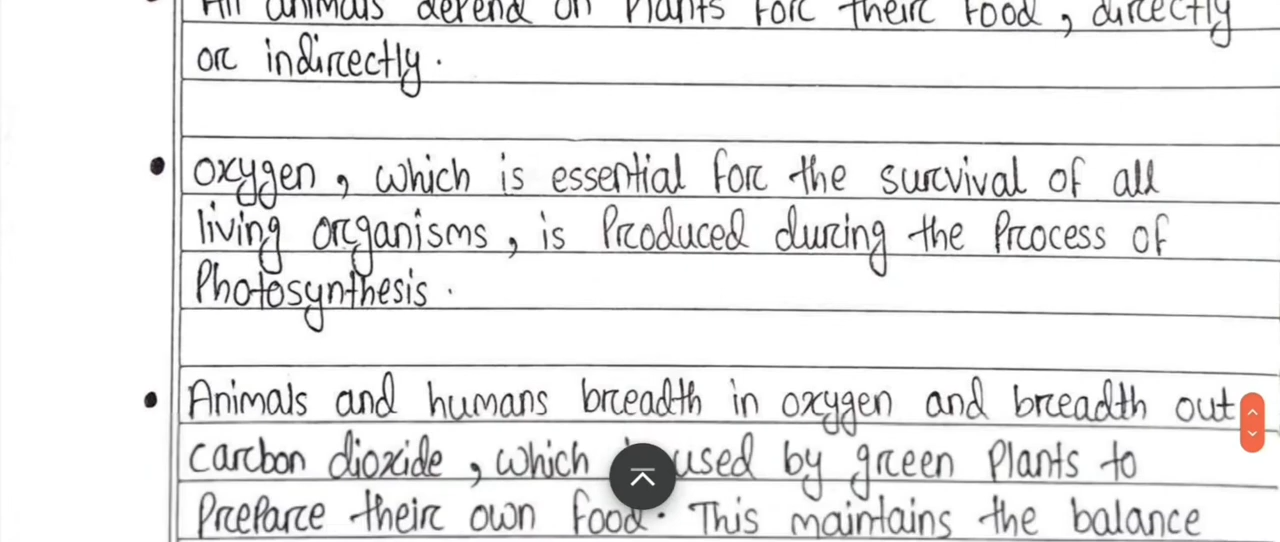 All animals depend on Plants for their Food, directly
or indirectly.
oxygen, which is essential for the survival of all
living organisms, is Produced during the Process of
Photosynthesis.
Animals and humans breadth in oxygen and breadth out
carbon dioxide, which used by green Plants to
Prepare their own food. This maintains the balance